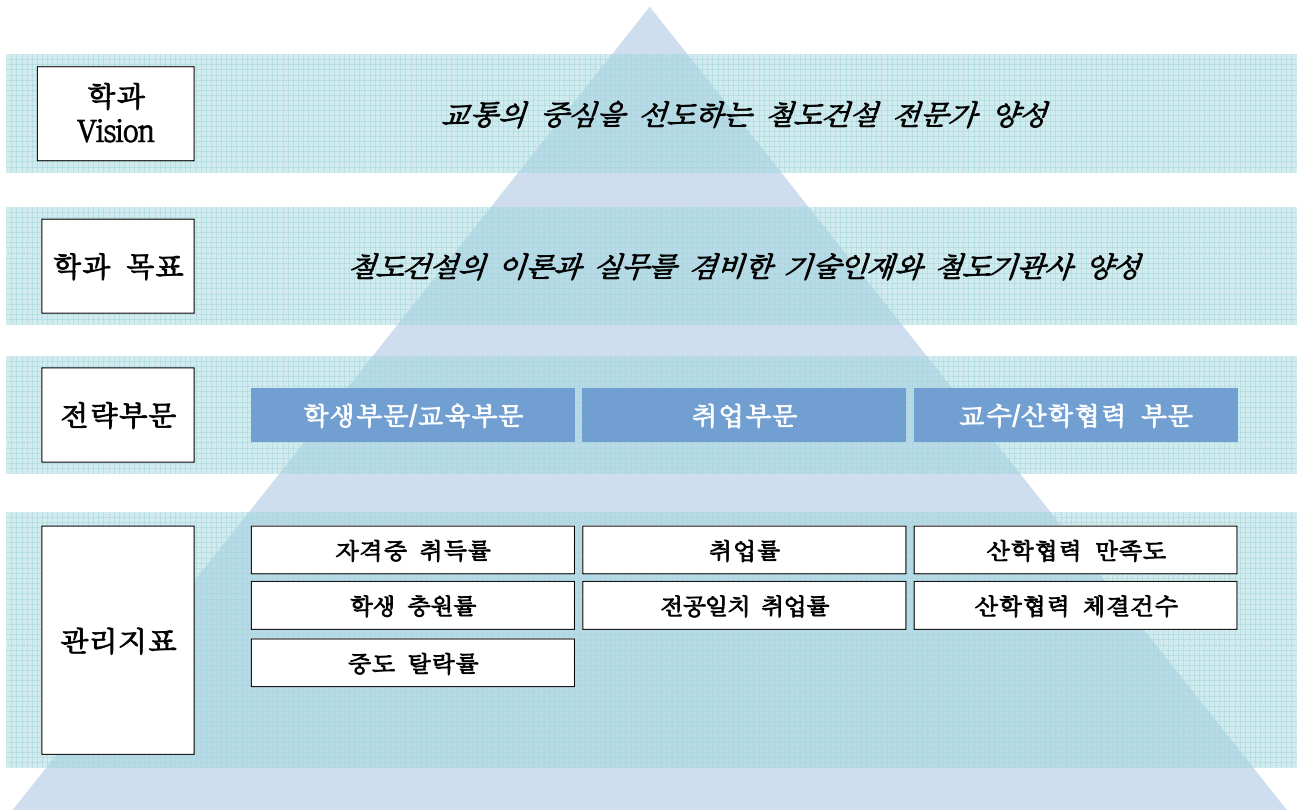 학과
Vision
교통의 중심을 선도하는 철도건설 전문가 양성
학과 목표
철도건설의 이론과 실무를 겸비한 기술인재와 철도기관사 양성
전략부문
학생부문/교육부문
취업부문
교수/산학협력 부문
관리지표
자격증 취득률
취업률
산학협력 만족도
학생 충원률
전공일치 취업률
산학협력 체결건수
중도 탈락률